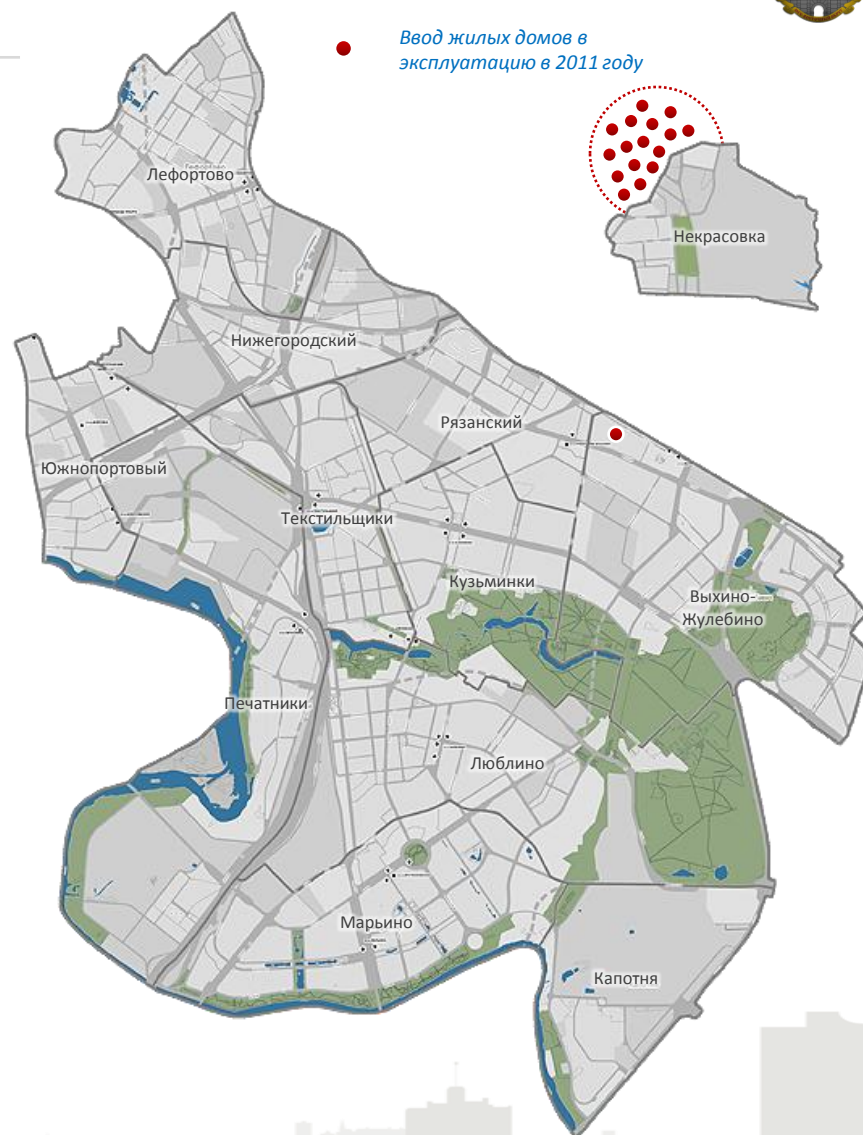 Ввод жилых домов в
эксплуатацию в 2011 году
Лефортово
Некрасовка
Нижегородский
Рязанский
Южнопортовый
Текстильщики
Кузьминки
Выхино-
Жулебино
Печатники
Люблино
Марьино
Капотня